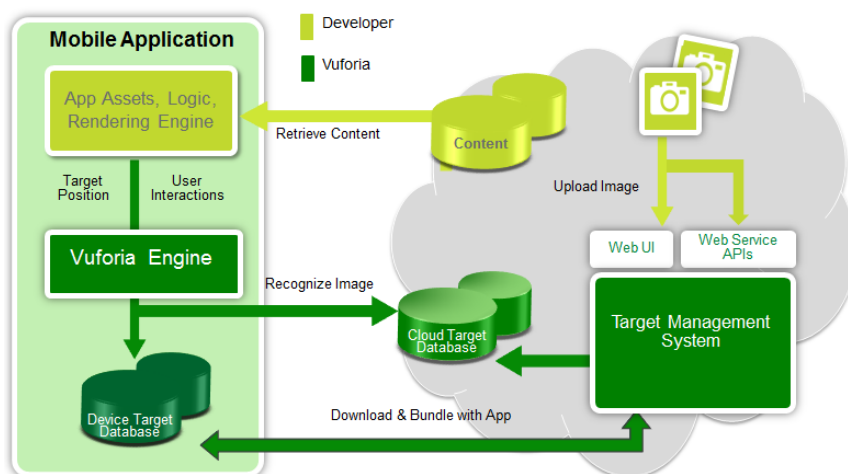 Mobile Application
Developer
Vuforia
App Assets, Logic,
Rendering Engine
Retrieve Content
Content
Target
Position
User
Interactions
Upload Image
Vuforia Engine
Web UI
Web Service
APIs
Recognize Image
Cloud Target
Database
Target Management
System
Device Target
Database
Download & Bundle with App